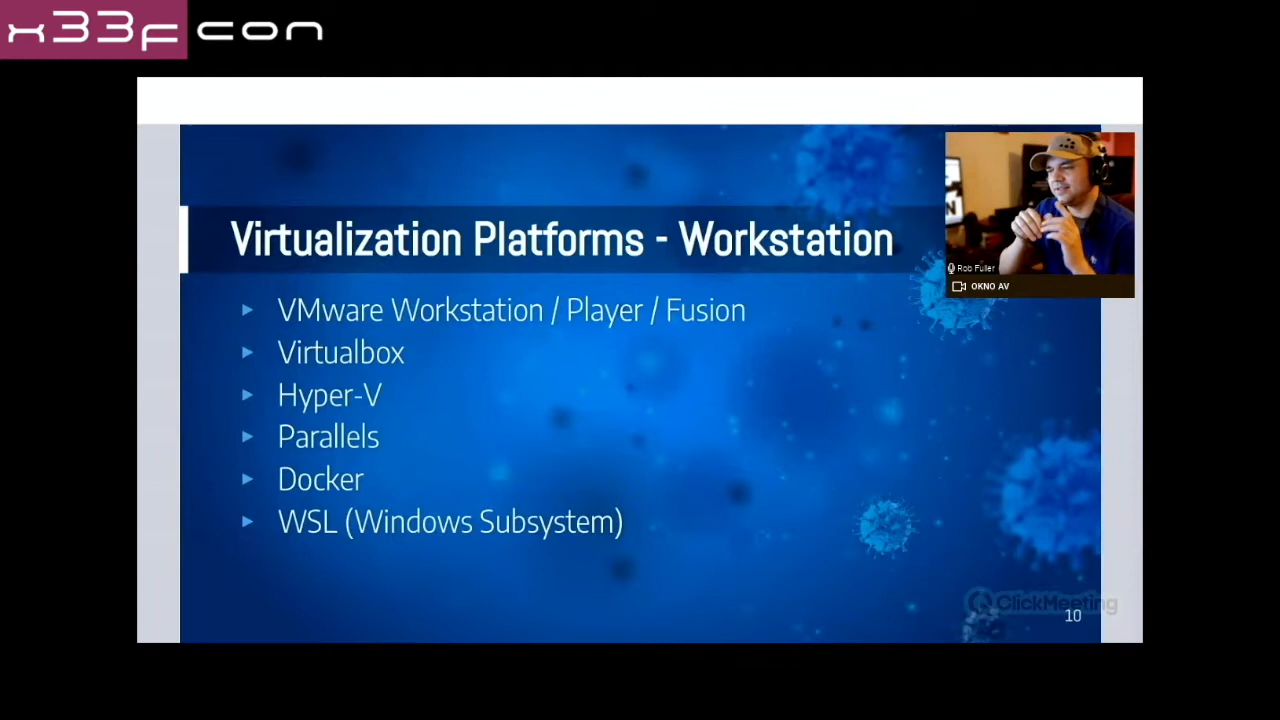 x33fcon
Virtualization Platforms - Workstation
Rob Fuller
OKNO AV
VMware Workstation / Player / Fusion
Virtualbox
Hyper-V
Parallels
Docker
WSL (Windows Subsystem)
ClickMeeting
10